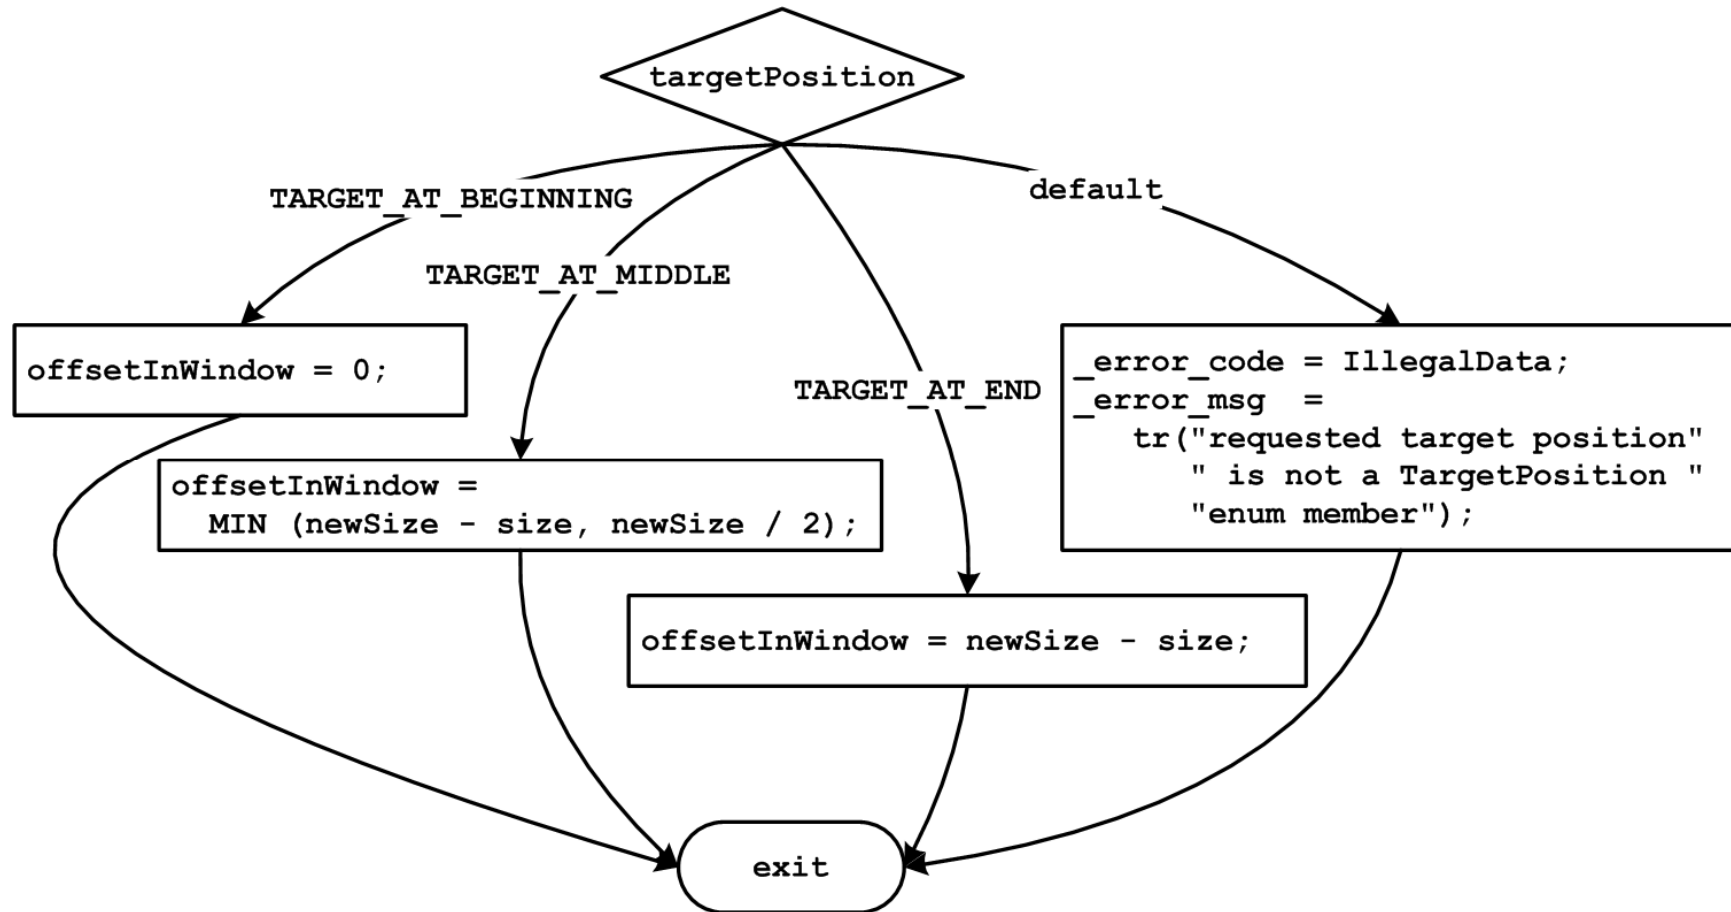 targetPosition
TARGET_AT_BEGINNING
default
TARGET_AT_MIDDLE
TARGET_AT_END
offsetInWindow = 0;
_error_code = IllegalData;
_error_msg  =
   tr("requested target position"
      " is not a TargetPosition "
      "enum member");
offsetInWindow =
  MIN (newSize - size, newSize / 2);
offsetInWindow = newSize - size;
exit